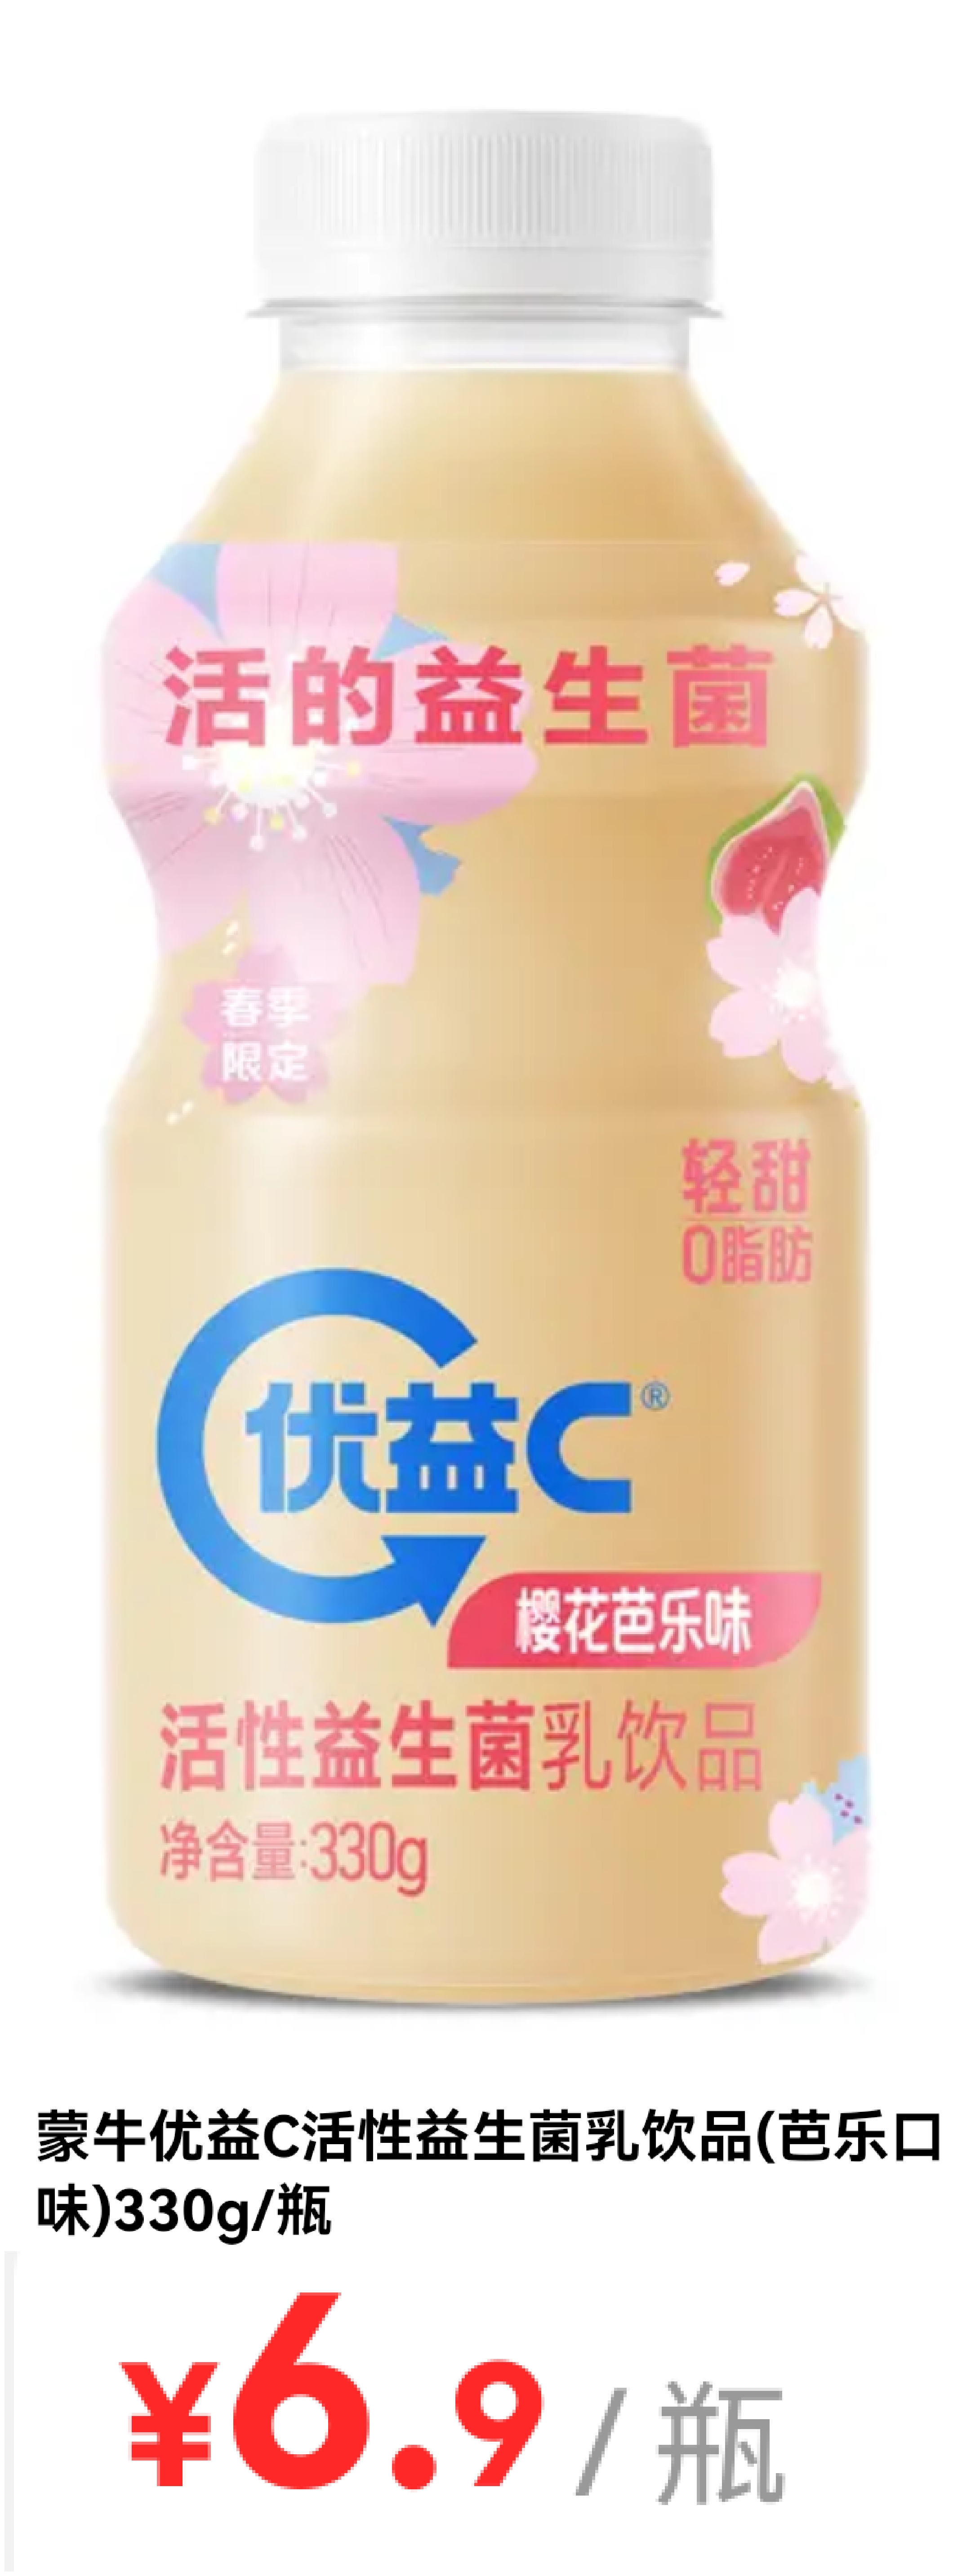 活的益生菌
春季
限定
轻甜
0脂肪
优益C®
樱花芭乐味
活性益生菌乳饮品
净含量:330g
蒙牛优益C活性益生菌乳饮品(芭乐口
味)330g/瓶
¥6.9/瓶